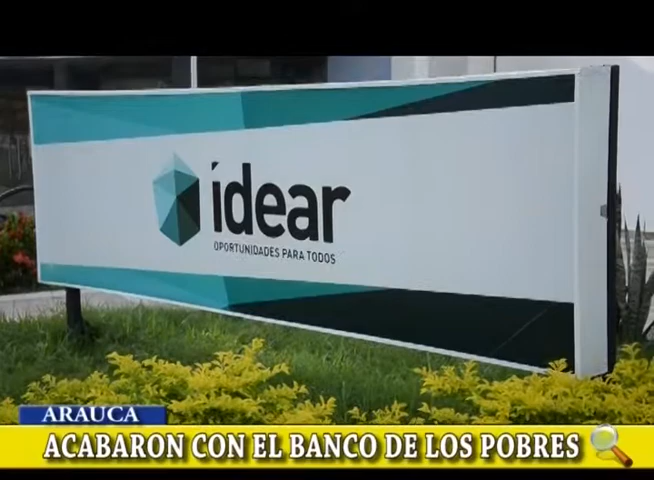 idear
OPORTUNIDADES PARA TODOS
ARAUCA
ACABARON CON EL BANCO DE LOS POBRES